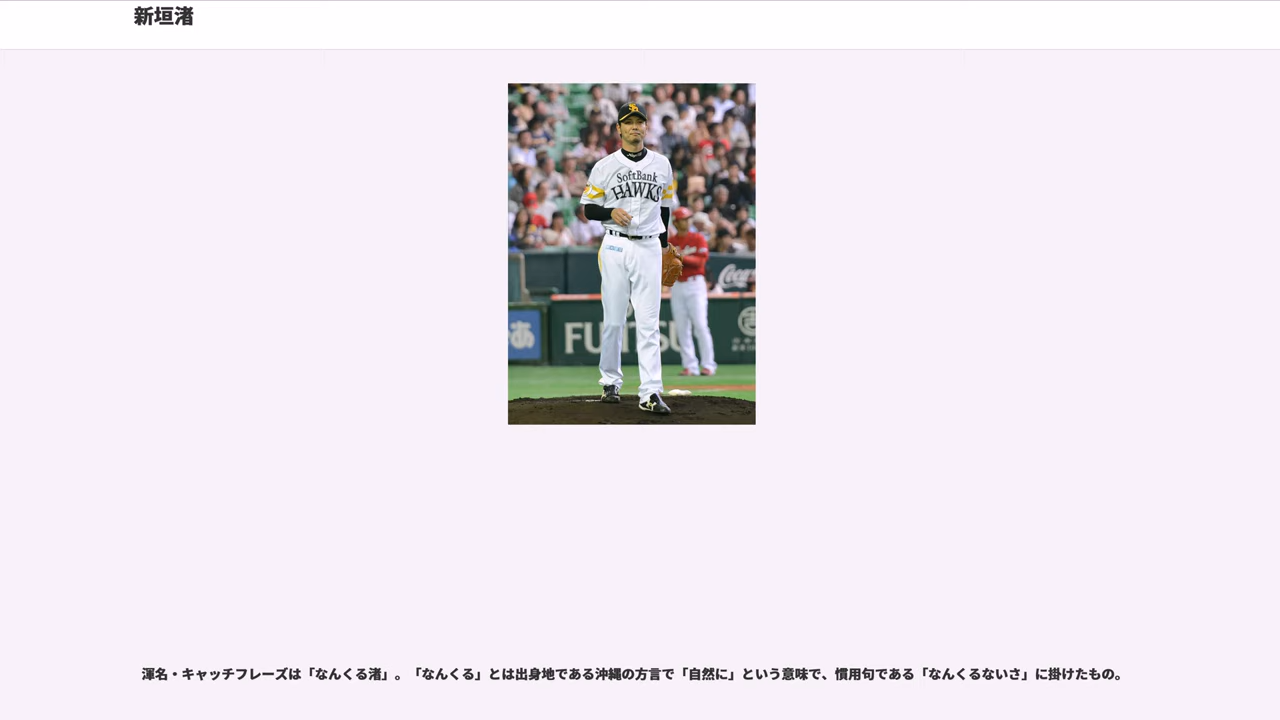 新垣渚
SoftBank
HAWKS
Coca
FUJITSU
あ
渾名・キャッチフレーズは「なんくる渚」。「なんくる」とは出身地である沖縄の方言で「自然に」という意味で、慣用句である「なんくるないさ」に掛けたもの。